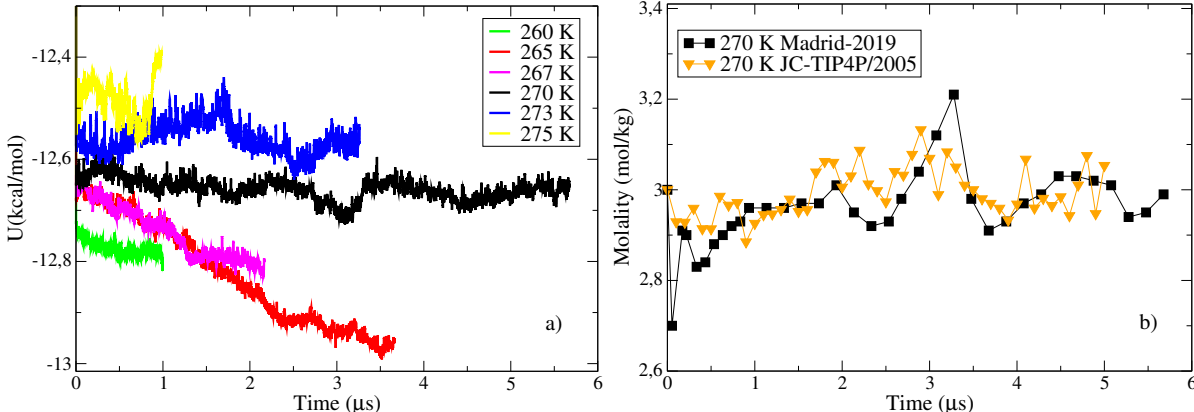 -12,4
-12,6
-12,8
-13
U(kcal/mol)
260 K
265 K
267 K
270 K
273 K
275 K
a)
0 1 2 3 4 5 6
Time (μs)
3,4
3,2
3,0
2,8
2,6
Molality (mol/kg)
270 K Madrid-2019
270 K JC-TIP4P/2005
b)
0 1 2 3 4 5 6
Time (μs)